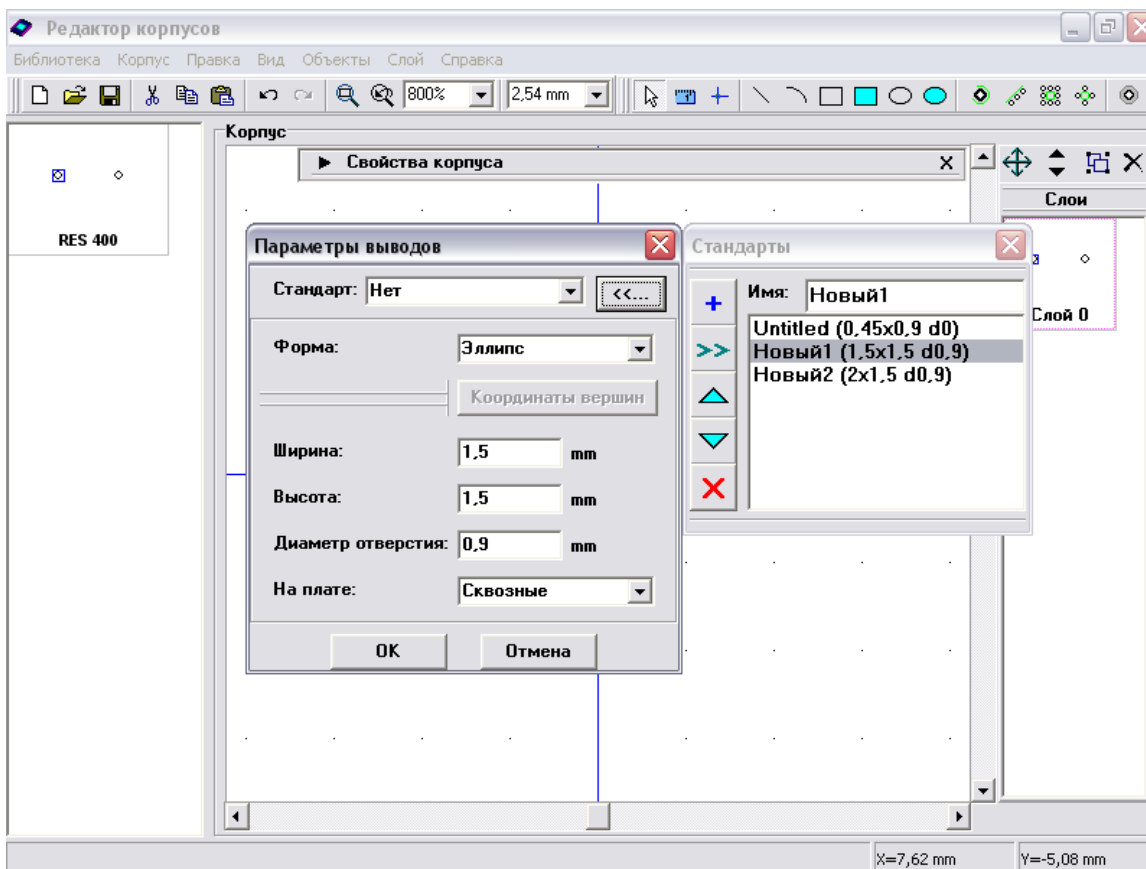 Редактор корпусов
Библиотека Корпус Правка Вид Объекты Слой Справка
800% 2,54 mm
Корпус
Свойства корпуса x
Слои
RES 400
Слой 0
Параметры выводов
Стандарт: Нет <<...
Форма: Эллипс
Координаты вершин
Ширина: 1,5 mm
Высота: 1,5 mm
Диаметр отверстия: 0,9 mm
На плате: Сквозные
OK Отмена
Стандарты
Имя: Новый1
Untitled (0,45x0,9 d0)
Новый1 (1,5x1,5 d0,9)
Новый2 (2x1,5 d0,9)
X=7,62 mm Y=-5,08 mm